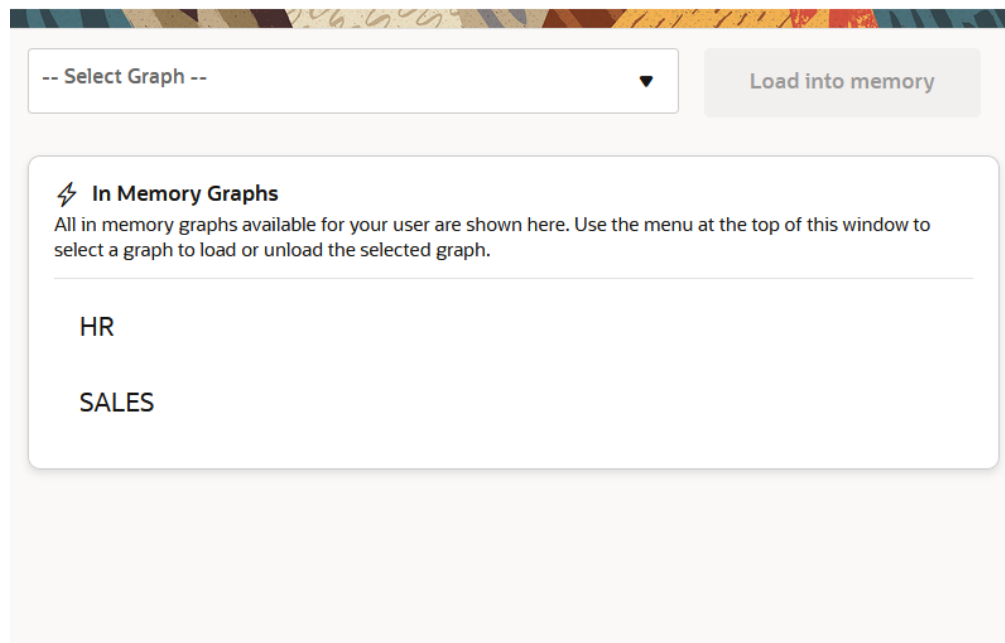 -- Select Graph --
Load into memory
In Memory Graphs
All in memory graphs available for your user are shown here. Use the menu at the top of this window to
select a graph to load or unload the selected graph.
HR
SALES